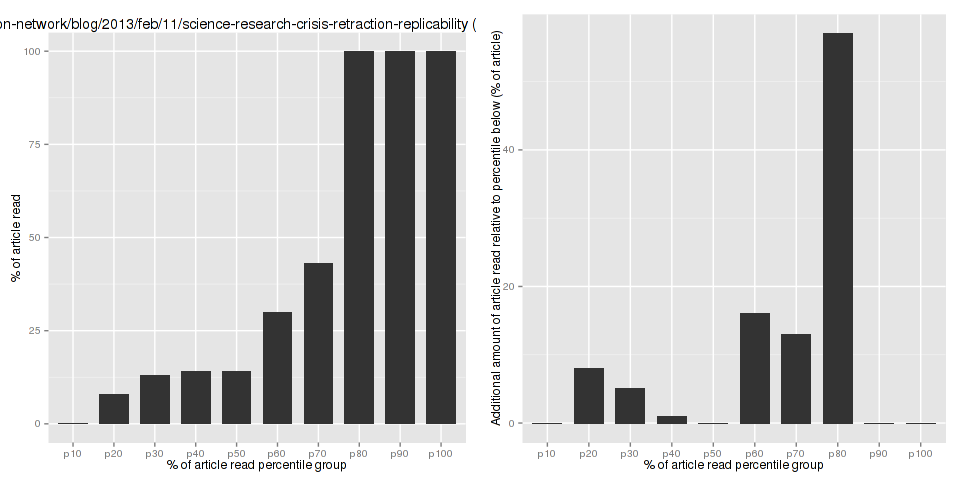 on-network/blog/2013/feb/11/science-research-crisis-retraction-replicability (
% of article read
100
75
50
25
0
p10 p20 p30 p40 p50 p60 p70 p80 p90 p100
% of article read percentile group
Additional amount of article read relative to percentile below (% of article)
40
20
0
p10 p20 p30 p40 p50 p60 p70 p80 p90 p100
% of article read percentile group